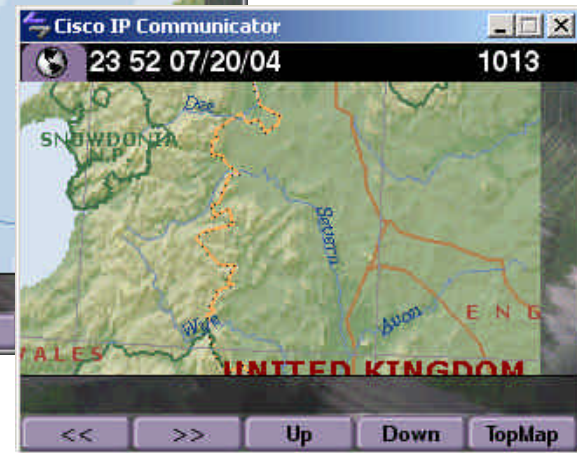 Cisco IP Communicator
23 52 07/20/04 1013
Dee
SNOWDONIA
N.P.
Severn
Wye
Avon
ENG
WALES
UNITED KINGDOM
<< >> Up Down TopMap